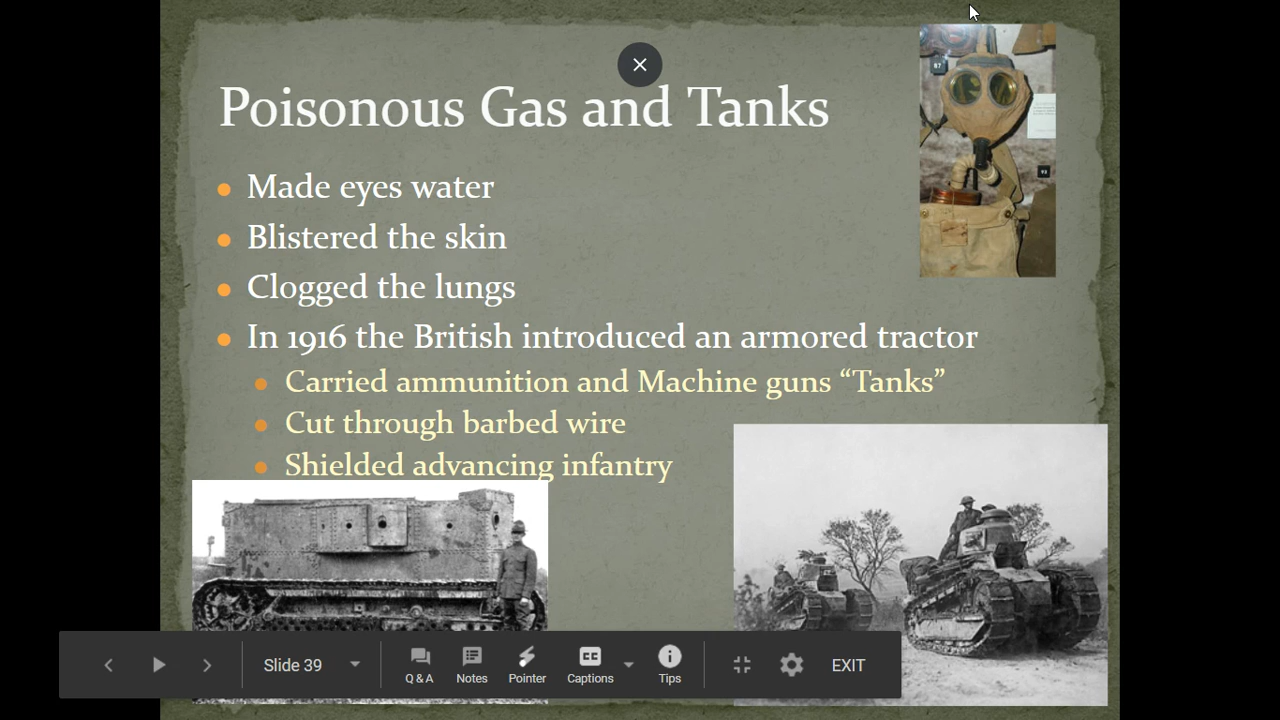 Poisonous Gas and Tanks
Made eyes water
Blistered the skin
Clogged the lungs
In 1916 the British introduced an armored tractor
Carried ammunition and Machine guns “Tanks”
Cut through barbed wire
Shielded advancing infantry
Slide 39
Q & A
Notes
Pointer
CC
Captions
Tips
EXIT